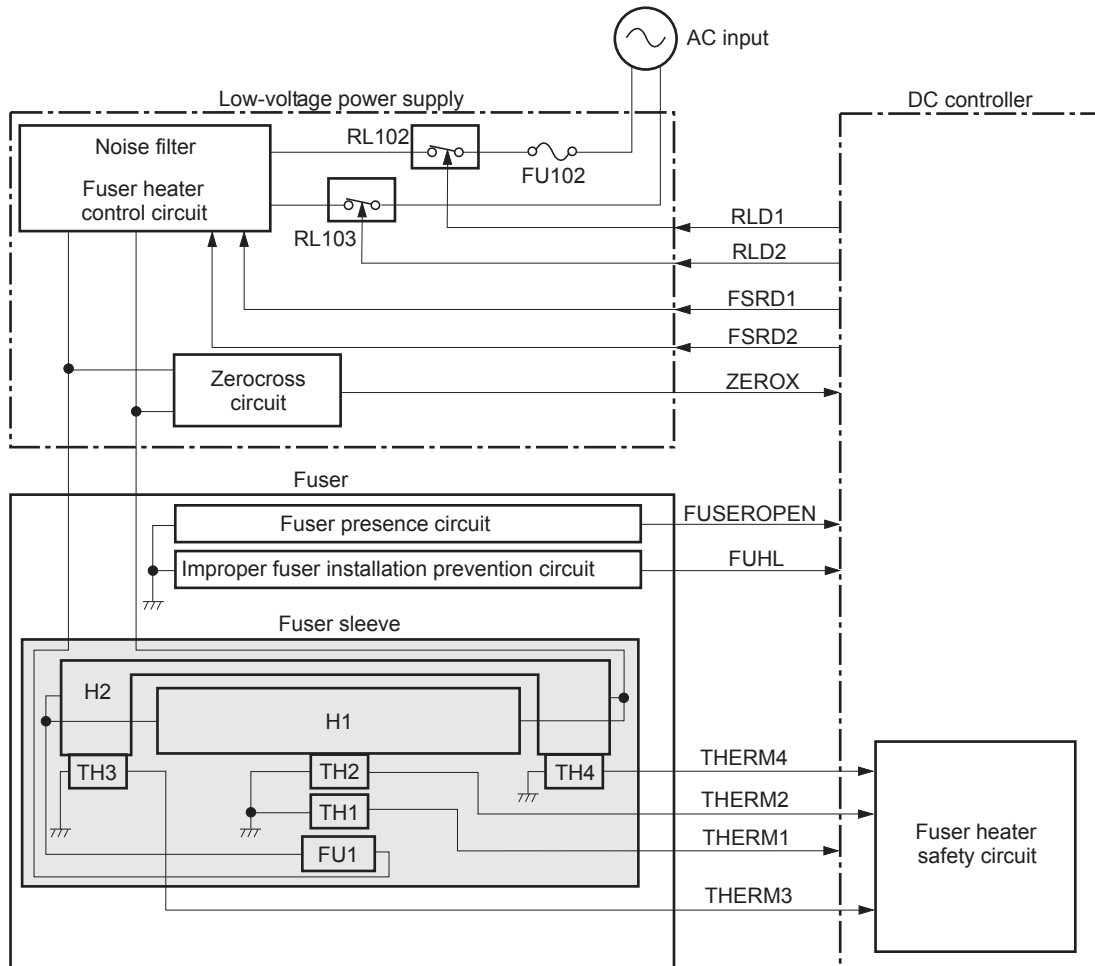 AC input
Low-voltage power supply
DC controller
Noise filter
Fuser heater
control circuit
RL102
FU102
RL103
RLD1
RLD2
FSRD1
FSRD2
Zerocross
circuit
ZEROX
Fuser
Fuser presence circuit
FUSEROPEN
Improper fuser installation prevention circuit
FUHL
Fuser sleeve
H2
H1
TH3
TH2
TH4
TH1
FU1
THERM4
THERM2
THERM1
THERM3
Fuser heater
safety circuit